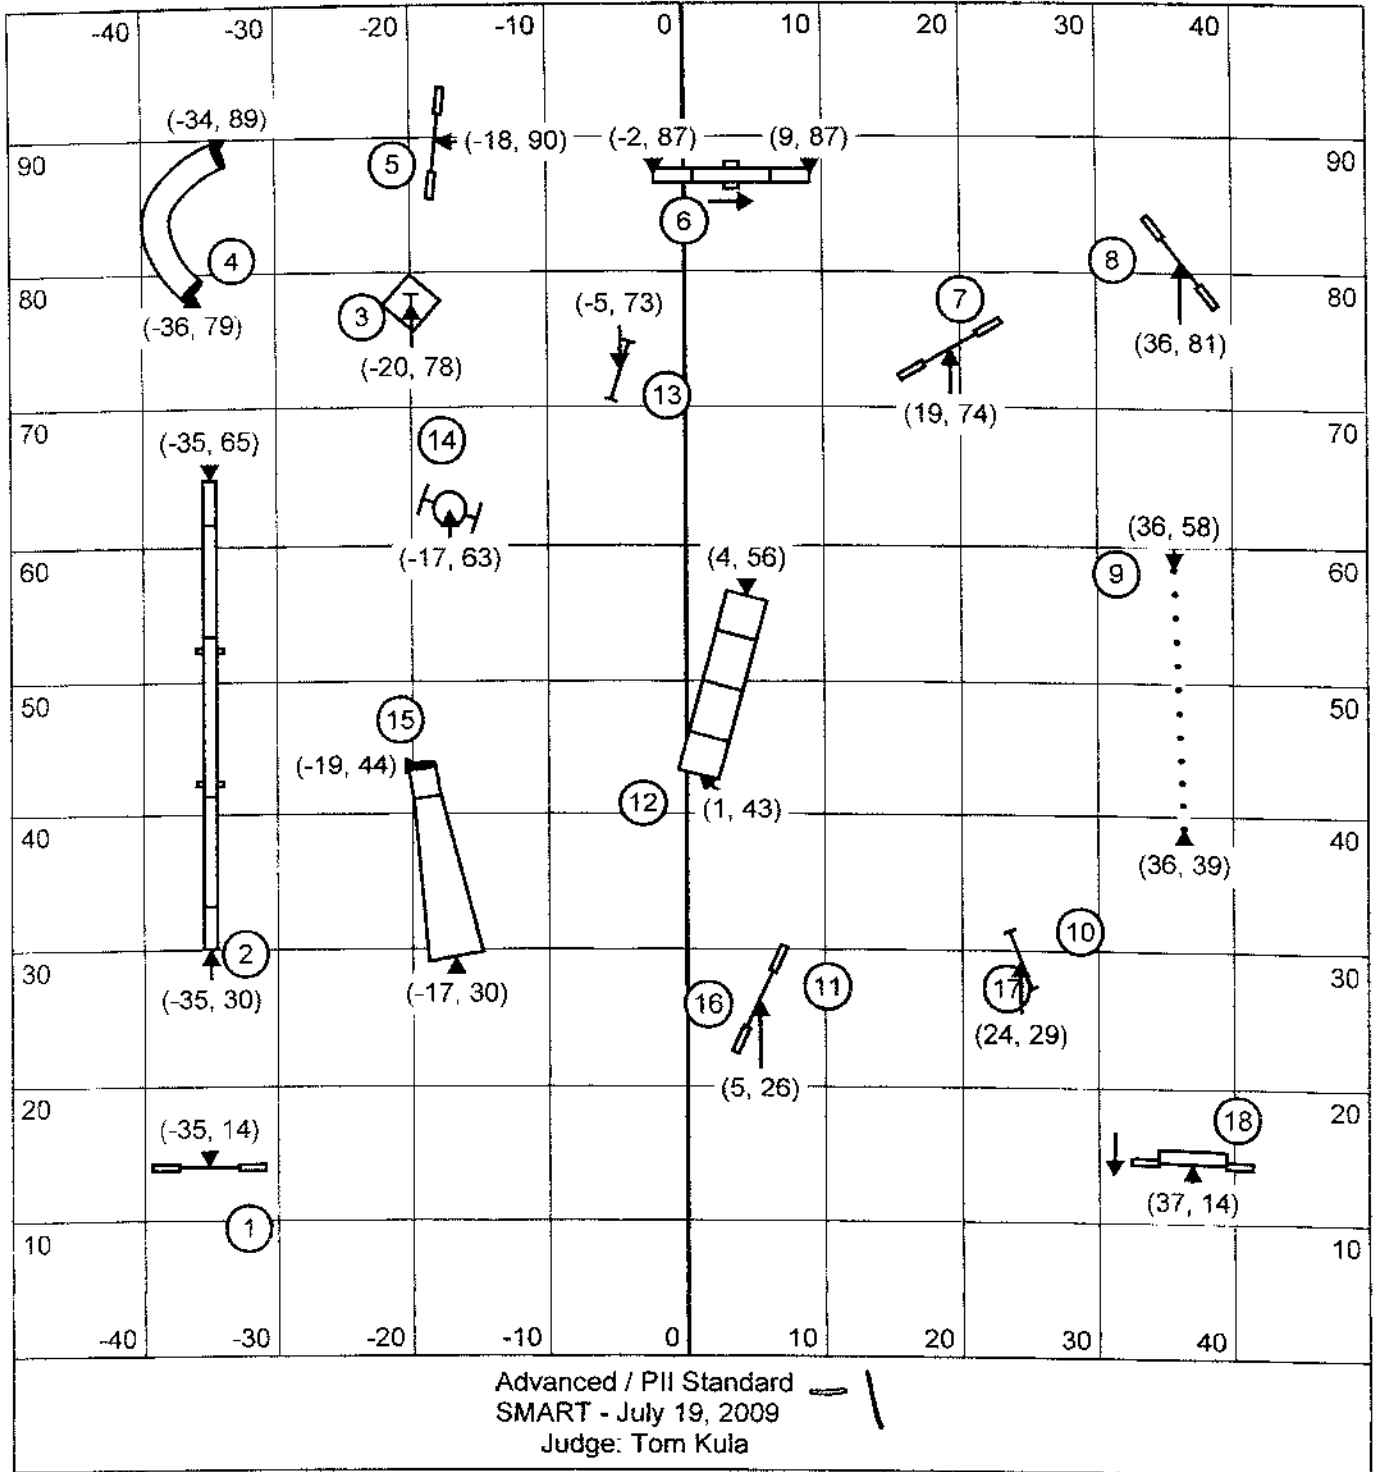 -40 -30 -20 -10 0 10 20 30 40
(-34, 89)
5 (-18, 90) (-2, 87) (9, 87)
90 90
6
4 8
80 3 (-5, 73) 7 80
(-36, 79) (36, 81)
(-20, 78)
13
(19, 74)
70 14 70
(-35, 65)
(36, 58)
(-17, 63) (4, 56)
60 9 60
50 15 50
(-19, 44)
12 (1, 43)
40 40
(36, 39)
10
2
30 (-17, 30) 16 11 17 30
(-35, 30)
(24, 29)
(5, 26)
20 20
(-35, 14) 18
(37, 14)
1
10 10
-40 -30 -20 -10 0 10 20 30 40
Advanced / PII Standard
SMART - July 19, 2009
Judge: Tom Kula